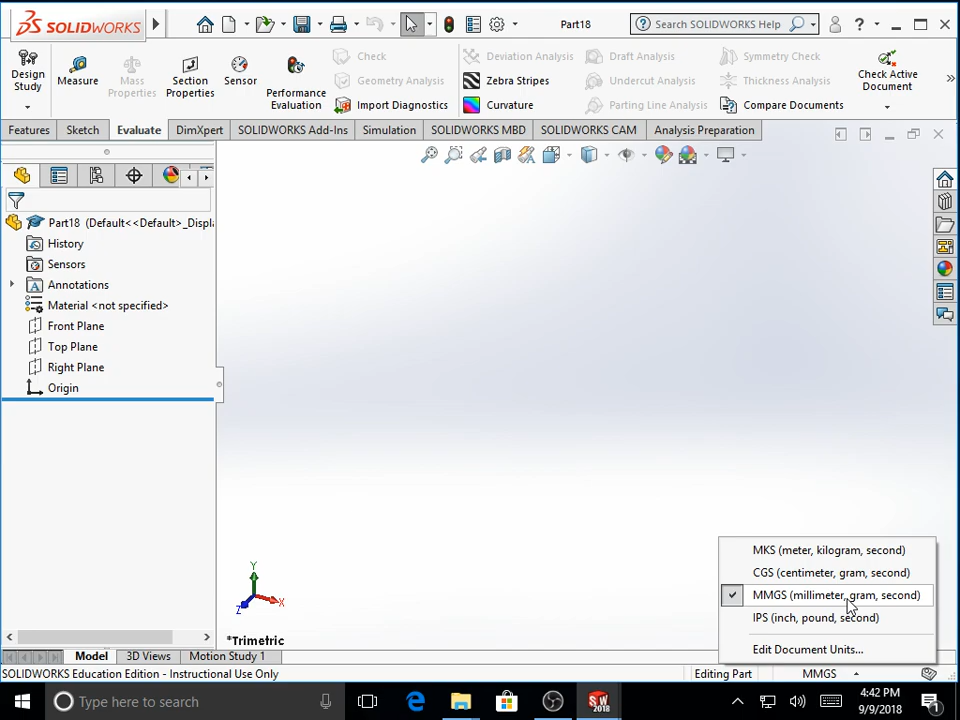 SOLIDWORKS
Part18
Search SOLIDWORKS Help
?
Design Study
Measure
Mass Properties
Section Properties
Sensor
Performance Evaluation
Check
Geometry Analysis
Import Diagnostics
Deviation Analysis
Zebra Stripes
Curvature
Draft Analysis
Undercut Analysis
Parting Line Analysis
Symmetry Check
Thickness Analysis
Compare Documents
Check Active Document
Features
Sketch
Evaluate
DimXpert
SOLIDWORKS Add-Ins
Simulation
SOLIDWORKS MBD
SOLIDWORKS CAM
Analysis Preparation
Part18 (Default<<Default>_Displ
History
Sensors
A Annotations
Material <not specified>
Front Plane
Top Plane
Right Plane
Origin
Y
Z
X
*Trimetric
MKS (meter, kilogram, second)
CGS (centimeter, gram, second)
MMGS (millimeter, gram, second)
IPS (inch, pound, second)
Edit Document Units...
Model
3D Views
Motion Study 1
SOLIDWORKS Education Edition - Instructional Use Only
Editing Part
MMGS
Type here to search
SW 2018
4:42 PM
9/9/2018
1